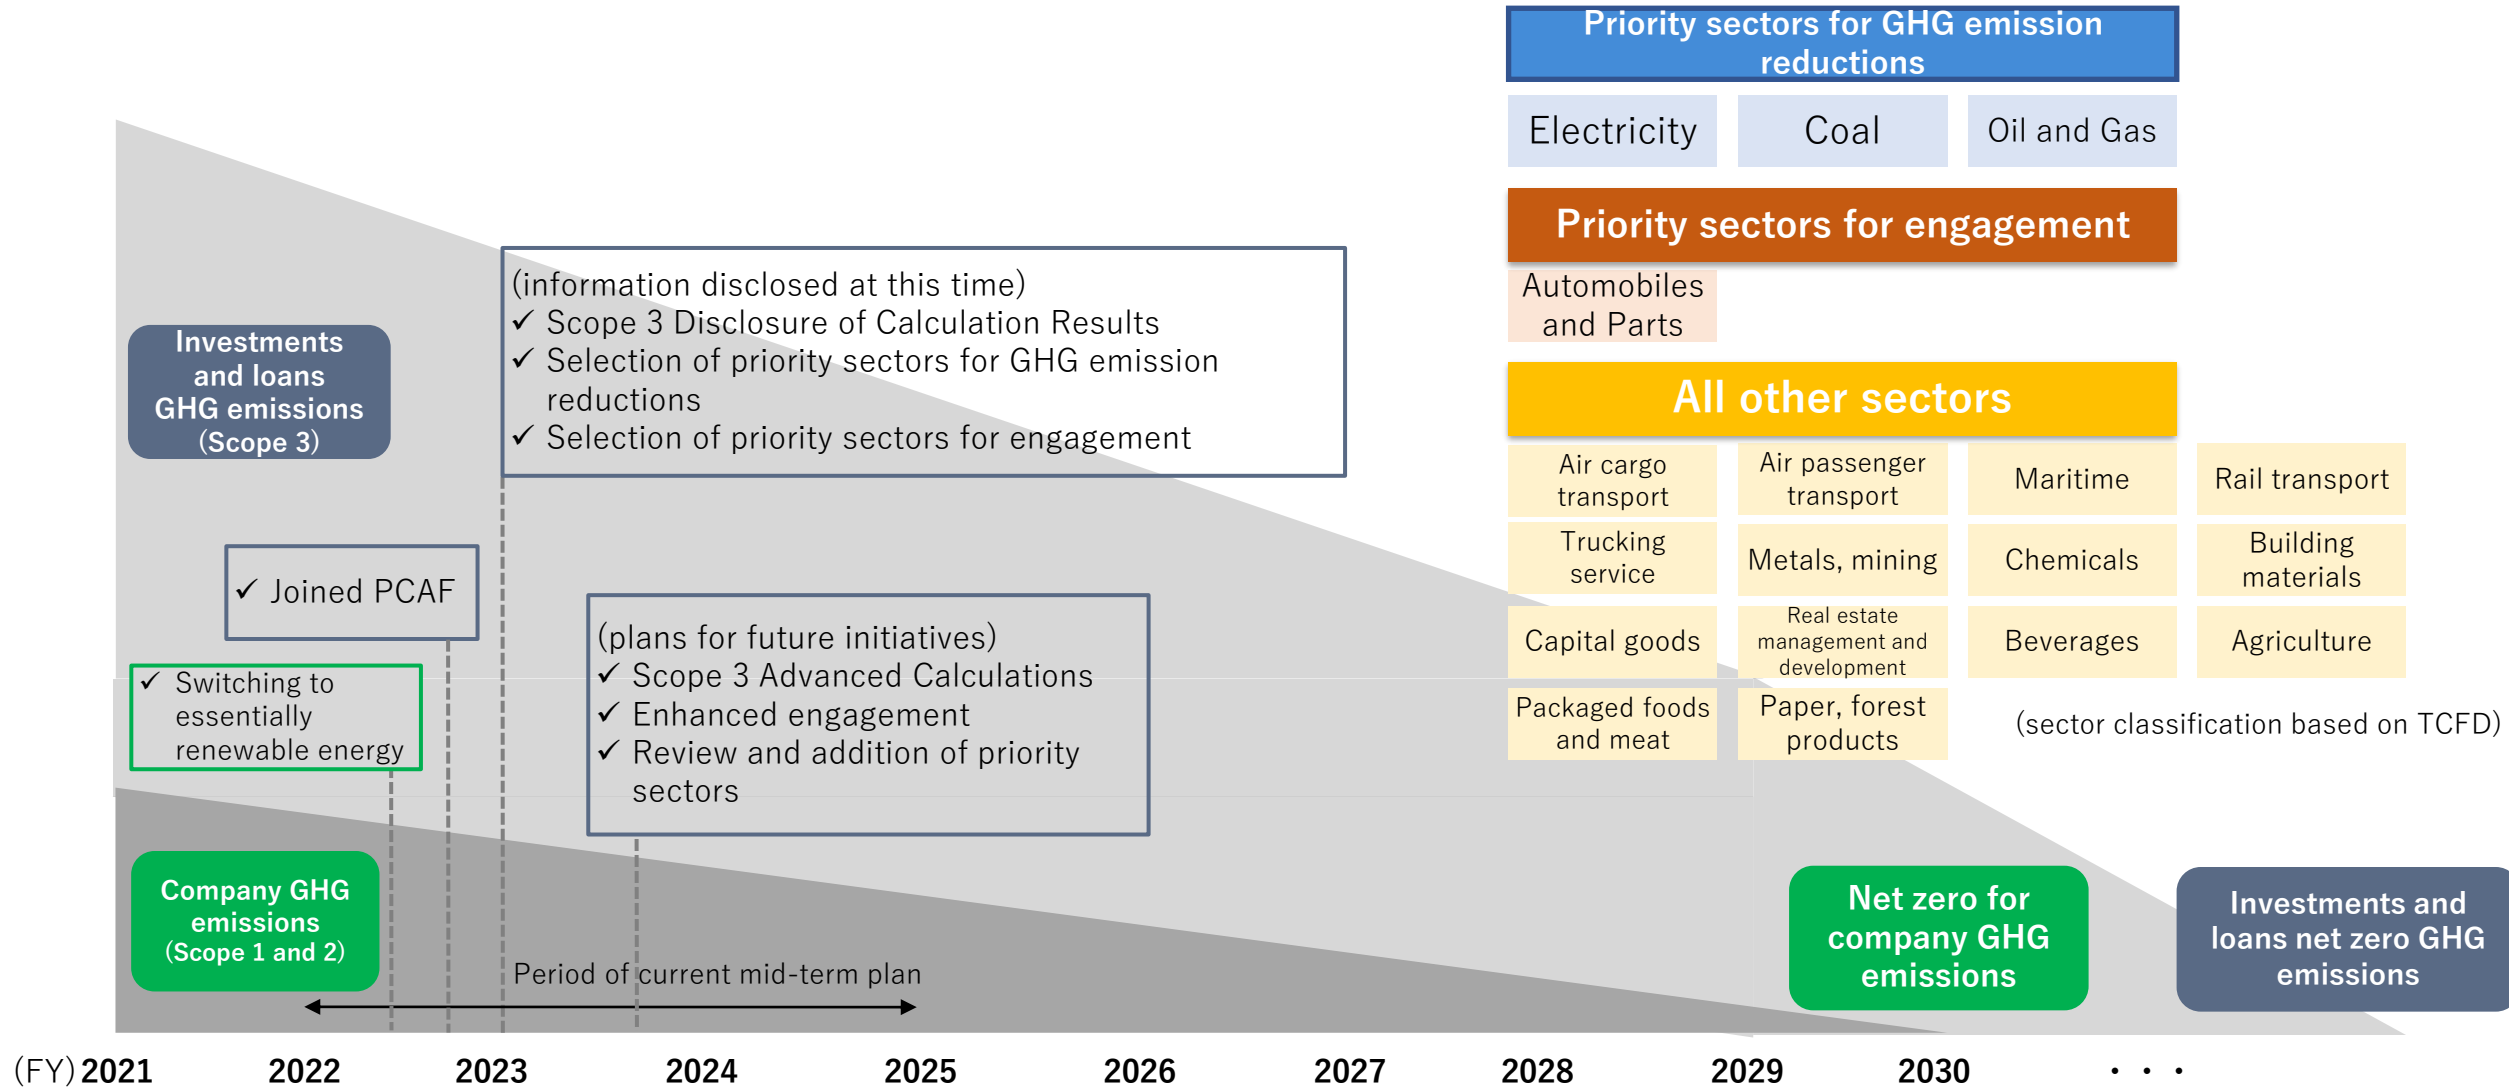 Priority sectors for GHG emission
reductions
Electricity
Coal
Oil and Gas
Priority sectors for engagement
Automobiles
and Parts
All other sectors
Air cargo
transport
Air passenger
transport
Maritime
Rail transport
Trucking
service
Metals, mining
Chemicals
Building
materials
Capital goods
Real estate
management and
development
Beverages
Agriculture
Packaged foods
and meat
Paper, forest
products
(sector classification based on TCFD)
(information disclosed at this time)
✓ Scope 3 Disclosure of Calculation Results
✓ Selection of priority sectors for GHG emission
reductions
✓ Selection of priority sectors for engagement
Investments
and loans
GHG emissions
(Scope 3)
✓ Joined PCAF
✓ Switching to
essentially
renewable energy
(plans for future initiatives)
✓ Scope 3 Advanced Calculations
✓ Enhanced engagement
✓ Review and addition of priority
sectors
Company GHG
emissions
(Scope 1 and 2)
Period of current mid-term plan
Net zero for
company GHG
emissions
Investments and
loans net zero GHG
emissions
(FY) 2021 2022 2023 2024 2025 2026 2027 2028 2029 2030 ・・・